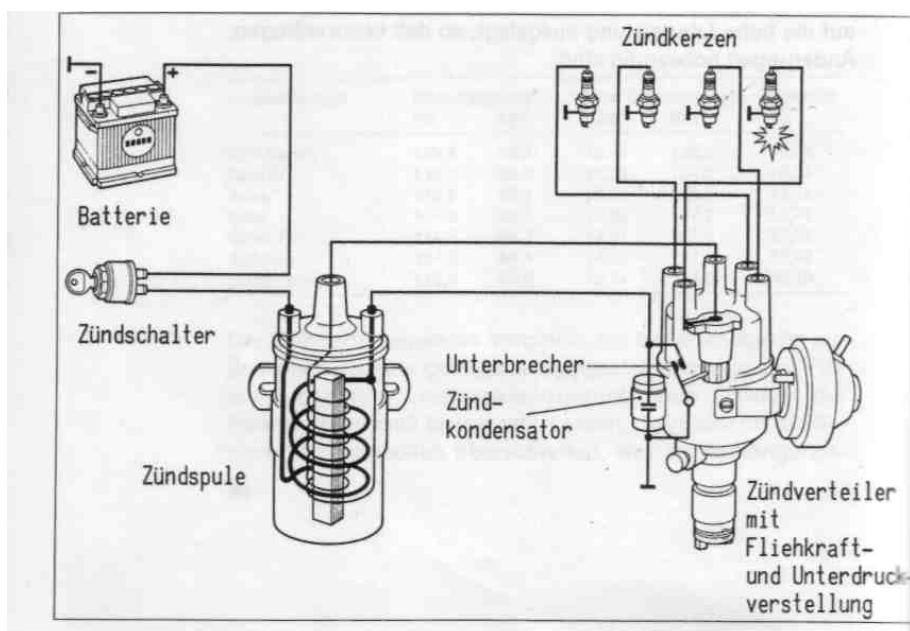 Zündkerzen
Batterie
Zündschalter
Unterbrecher
Zünd-
kondensator
Zündspule
Zündverteiler
mit
Fliehkraft-
und Unterdruck-
verstellung